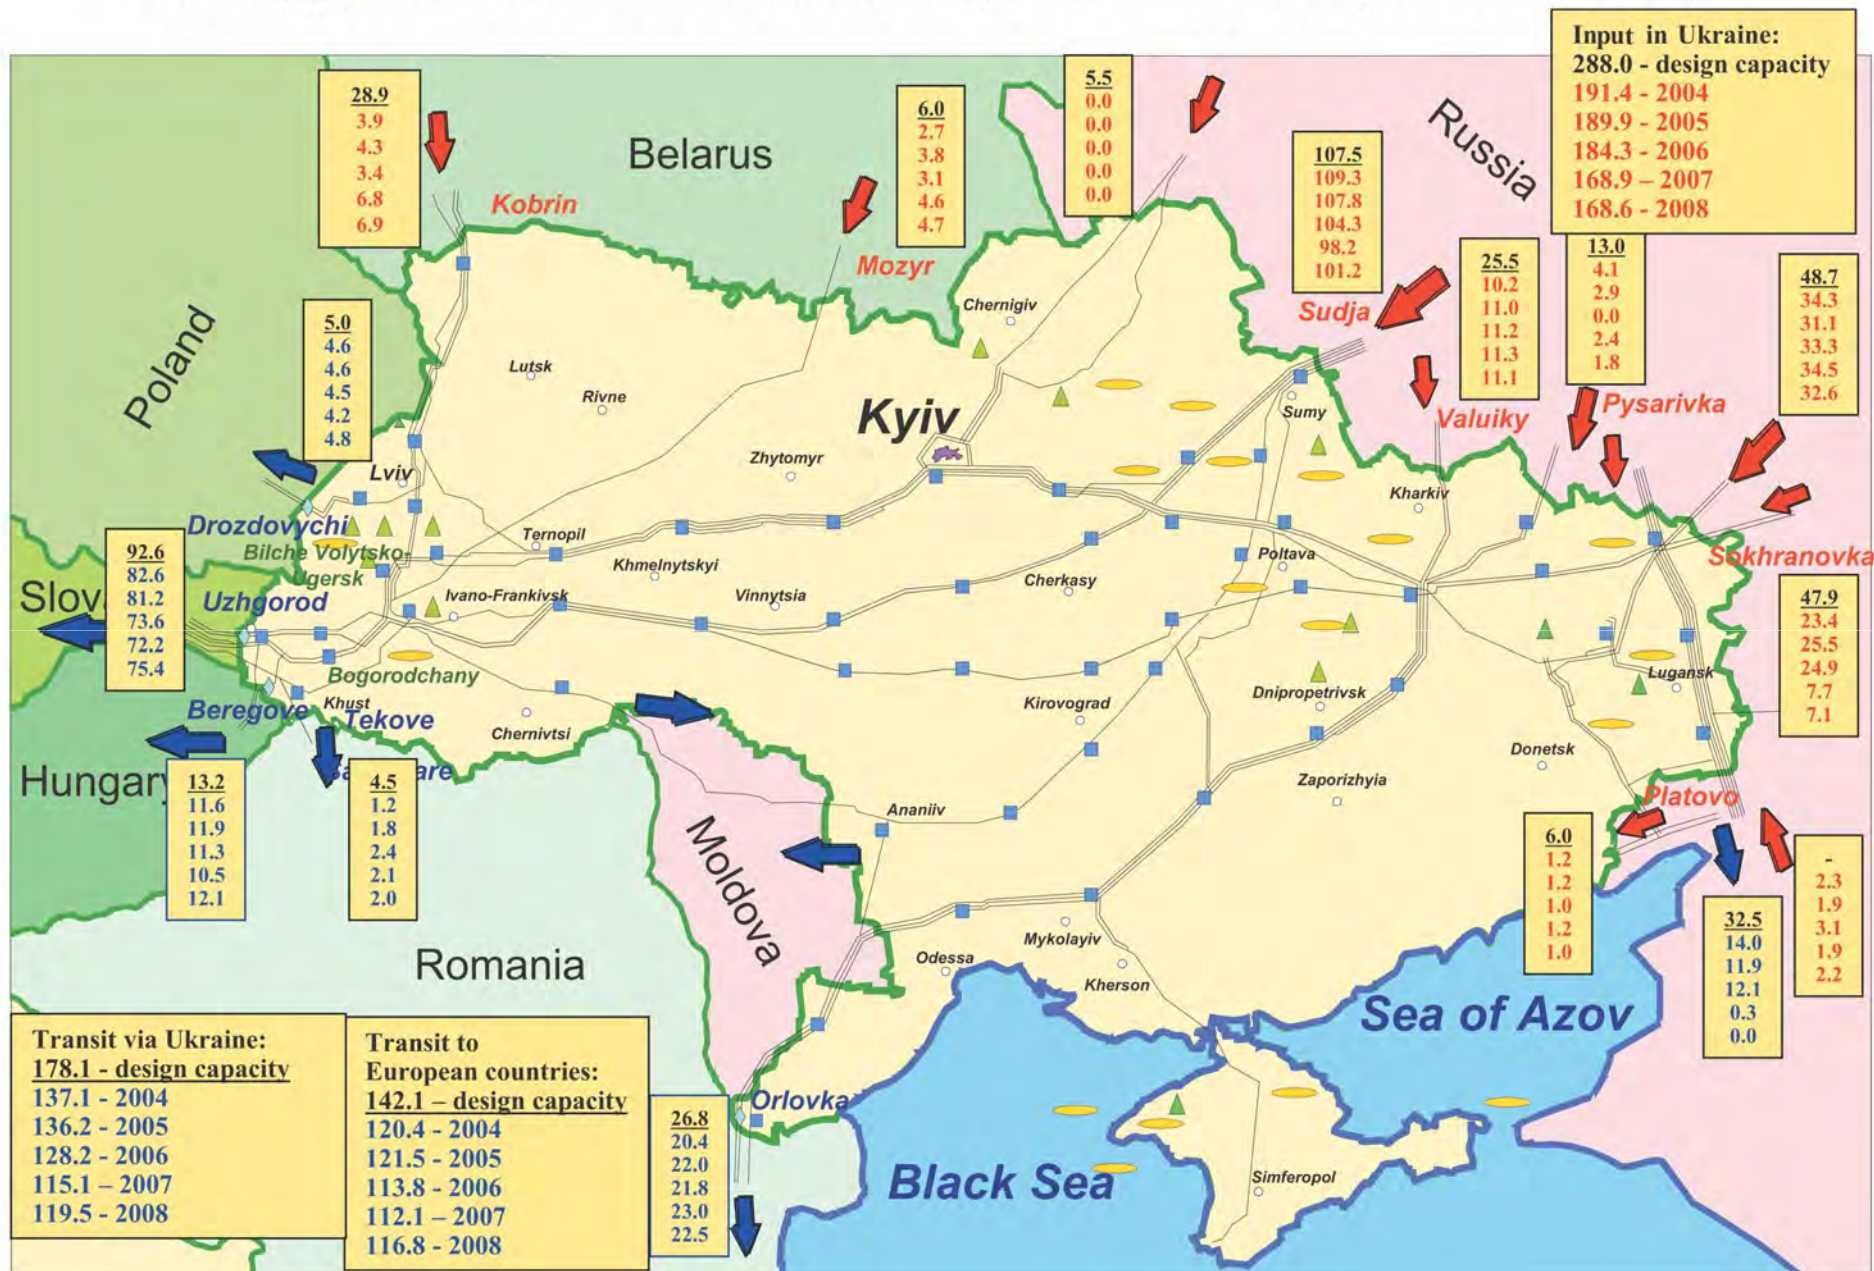 Input in Ukraine:
288.0 - design capacity
191.4 - 2004
189.9 - 2005
184.3 - 2006
168.9 – 2007
168.6 - 2008
28.9
3.9
4.3
3.4
6.8
6.9
Belarus
6.0
2.7
3.8
3.1
4.6
4.7
5.5
0.0
0.0
0.0
0.0
0.0
Russia
107.5
109.3
107.8
104.3
98.2
101.2
25.5
10.2
11.0
11.2
11.3
11.1
13.0
4.1
2.9
0.0
2.4
1.8
48.7
34.3
31.1
33.3
34.5
32.6
Kobrin
Mozyr
Sudja
Valuiky
Pysarivka
Poland
5.0
4.6
4.6
4.5
4.2
4.8
Chernigiv
Lutsk
Rivne
Kyiv
Sumy
Zhytomyr
Lviv
Kharkiv
Drozdovychi
Bilche Volytsko-
Ugersk
Ternopil
Khmelnytskyi
Poltava
Sokhranovka
92.6
82.6
81.2
73.6
72.2
75.4
Slov
Uzhgorod
Ivano-Frankivsk
Vinnytsia
Cherkasy
47.9
23.4
25.5
24.9
7.7
7.1
Bogorodchany
Lugansk
Beregove
Khust
Tekove
Chernivtsi
Kirovograd
Dnipropetrivsk
Donetsk
Hungary
are
13.2
11.6
11.9
11.3
10.5
12.1
4.5
1.2
1.8
2.4
2.1
2.0
Zaporizhyia
Ananiiv
Platovo
Moldova
6.0
1.2
1.2
1.0
1.2
1.0
-
2.3
1.9
3.1
1.9
2.2
32.5
14.0
11.9
12.1
0.3
0.0
Romania
Mykolayiv
Odessa
Kherson
Sea of Azov
Transit via Ukraine:
178.1 - design capacity
137.1 - 2004
136.2 - 2005
128.2 - 2006
115.1 – 2007
119.5 - 2008
Transit to
European countries:
142.1 – design capacity
120.4 - 2004
121.5 - 2005
113.8 - 2006
112.1 – 2007
116.8 - 2008
Orlovka
26.8
20.4
22.0
21.8
23.0
22.5
Black Sea
Simferopol